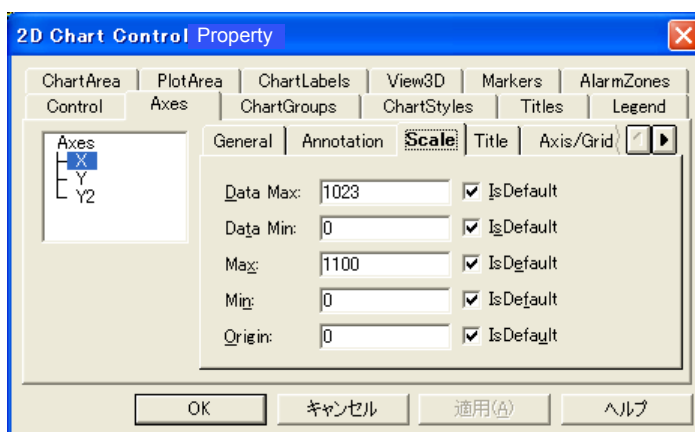 2D Chart Control Property
ChartArea PlotArea ChartLabels View3D Markers AlarmZones
Control Axes ChartGroups ChartStyles Titles Legend
Axes
X
Y
Y2
General Annotation Scale Title Axis/Grid
Data Max: 1023 IsDefault
Data Min: 0 IsDefault
Max: 1100 IsDefault
Min: 0 IsDefault
Origin: 0 IsDefault
OK キャンセル 適用(A) ヘルプ